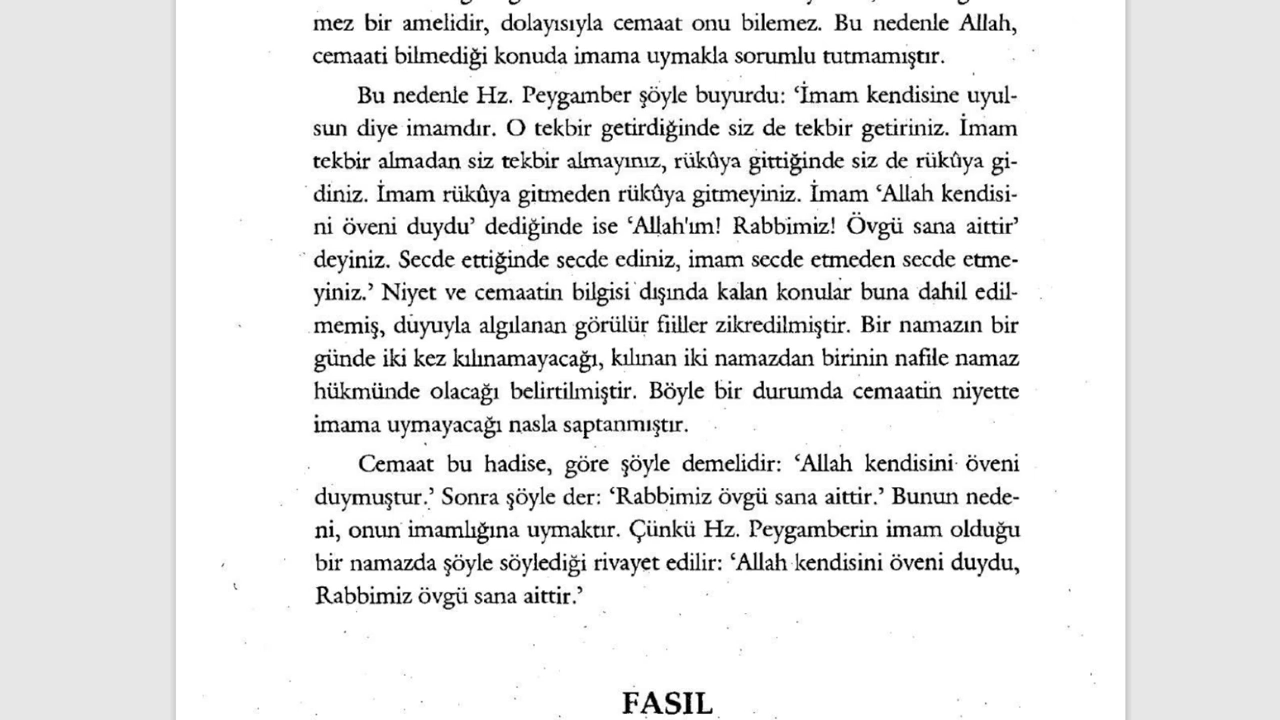 mez bir amelidir, dolayısıyla cemaat onu bilemez. Bu nedenle Allah,
cemaati bilmediği konuda imama uymakla sorumlu tutmamıştır.
Bu nedenle Hz. Peygamber şöyle buyurdu: ‘İmam kendisine uyul-
sun diye imamdır. O tekbir getirdiğinde siz de tekbir getiriniz. İmam
tekbir almadan siz tekbir almayınız, rükûya gittiğinde siz de rükûya gi-
diniz. İmam rükûya gitmeden rükûya gitmeyiniz. İmam ‘Allah kendisi-
ni öveni duydu’ dediğinde ise ‘Allah'ım! Rabbimiz! Övgü sana aittir’
deyiniz. Secde ettiğinde secde ediniz, imam secde etmeden secde etme-
yiniz.’ Niyet ve cemaatin bilgisi dışında kalan konular buna dahil edil-
memiş, duyuyla algılanan görülür fiiller zikredilmiştir. Bir namazın bir
günde iki kez kılınamayacağı, kılınan iki namazdan birinin nafile namaz
hükmünde olacağı belirtilmiştir. Böyle bir durumda cemaatin niyette
imama uymayacağı nasla saptanmıştır.
Cemaat bu hadise, göre şöyle demelidir: ‘Allah kendisini öveni
duymuştur.’ Sonra şöyle der: ‘Rabbimiz övgü sana aittir.’ Bunun nede-
ni, onun imamlığına uymaktır. Çünkü Hz. Peygamberin imam olduğu
bir namazda şöyle söylediği rivayet edilir: ‘Allah kendisini öveni duydu,
Rabbimiz övgü sana aittir.’
FASIL